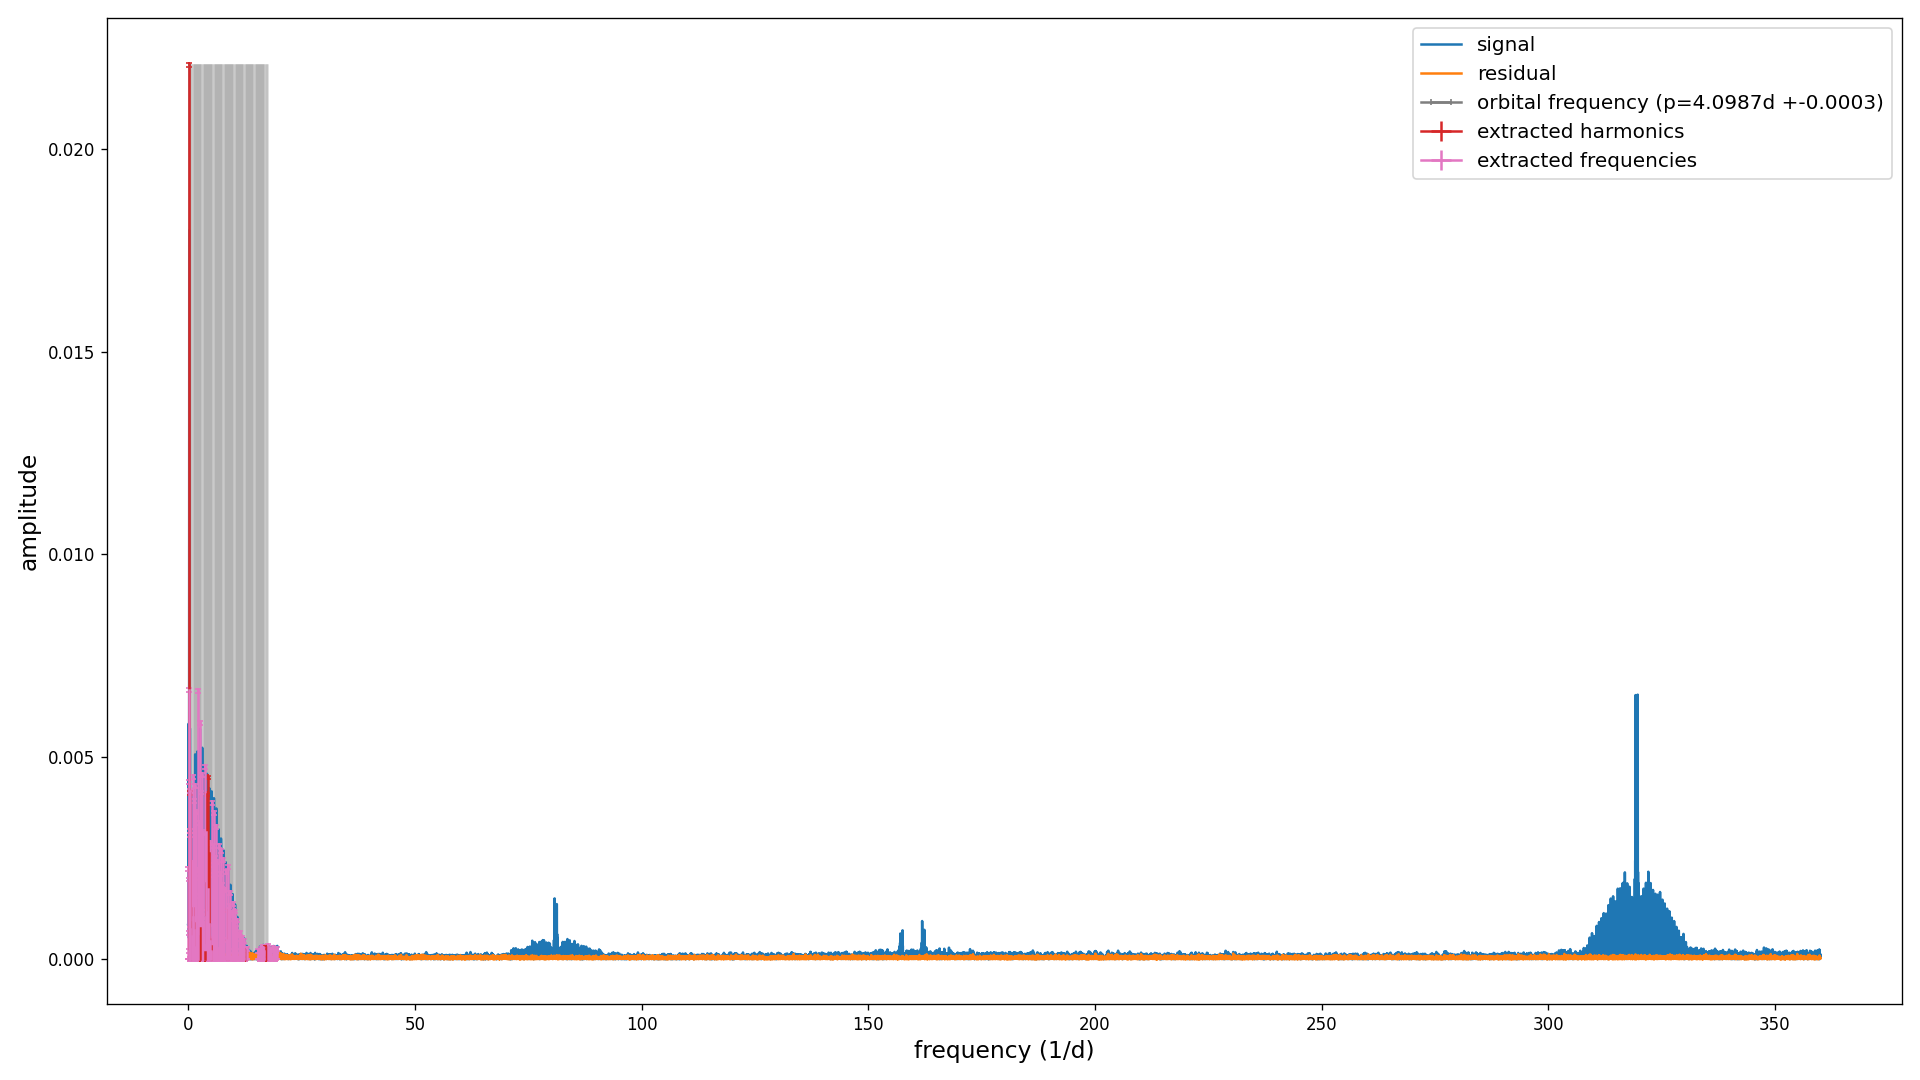 signal
residual
orbital frequency (p=4.0987d +-0.0003)
extracted harmonics
extracted frequencies
amplitude
0.020
0.015
0.010
0.005
0.000
0 50 100 150 200 250 300 350
frequency (1/d)